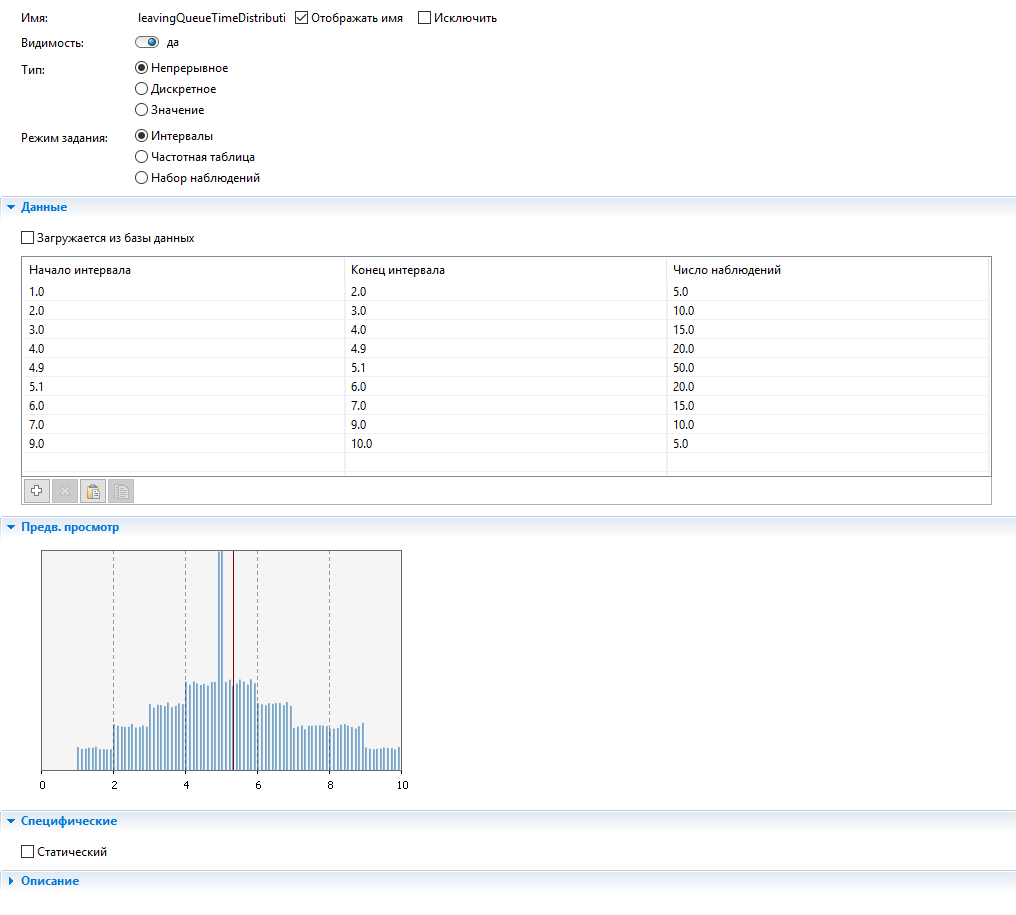 Имя: leavingQueueTimeDistributi Отображать имя Исключить
Видимость: да
Тип: Непрерывное
Дискретное
Значение
Режим задания: Интервалы
Частотная таблица
Набор наблюдений
Данные
Загружается из базы данных
Начало интервала Конец интервала Число наблюдений
1.0 2.0 5.0
2.0 3.0 10.0
3.0 4.0 15.0
4.0 4.9 20.0
4.9 5.1 50.0
5.1 6.0 20.0
6.0 7.0 15.0
7.0 9.0 10.0
9.0 10.0 5.0
Предв. просмотр
0 2 4 6 8 10
Специфические
Статический
Описание